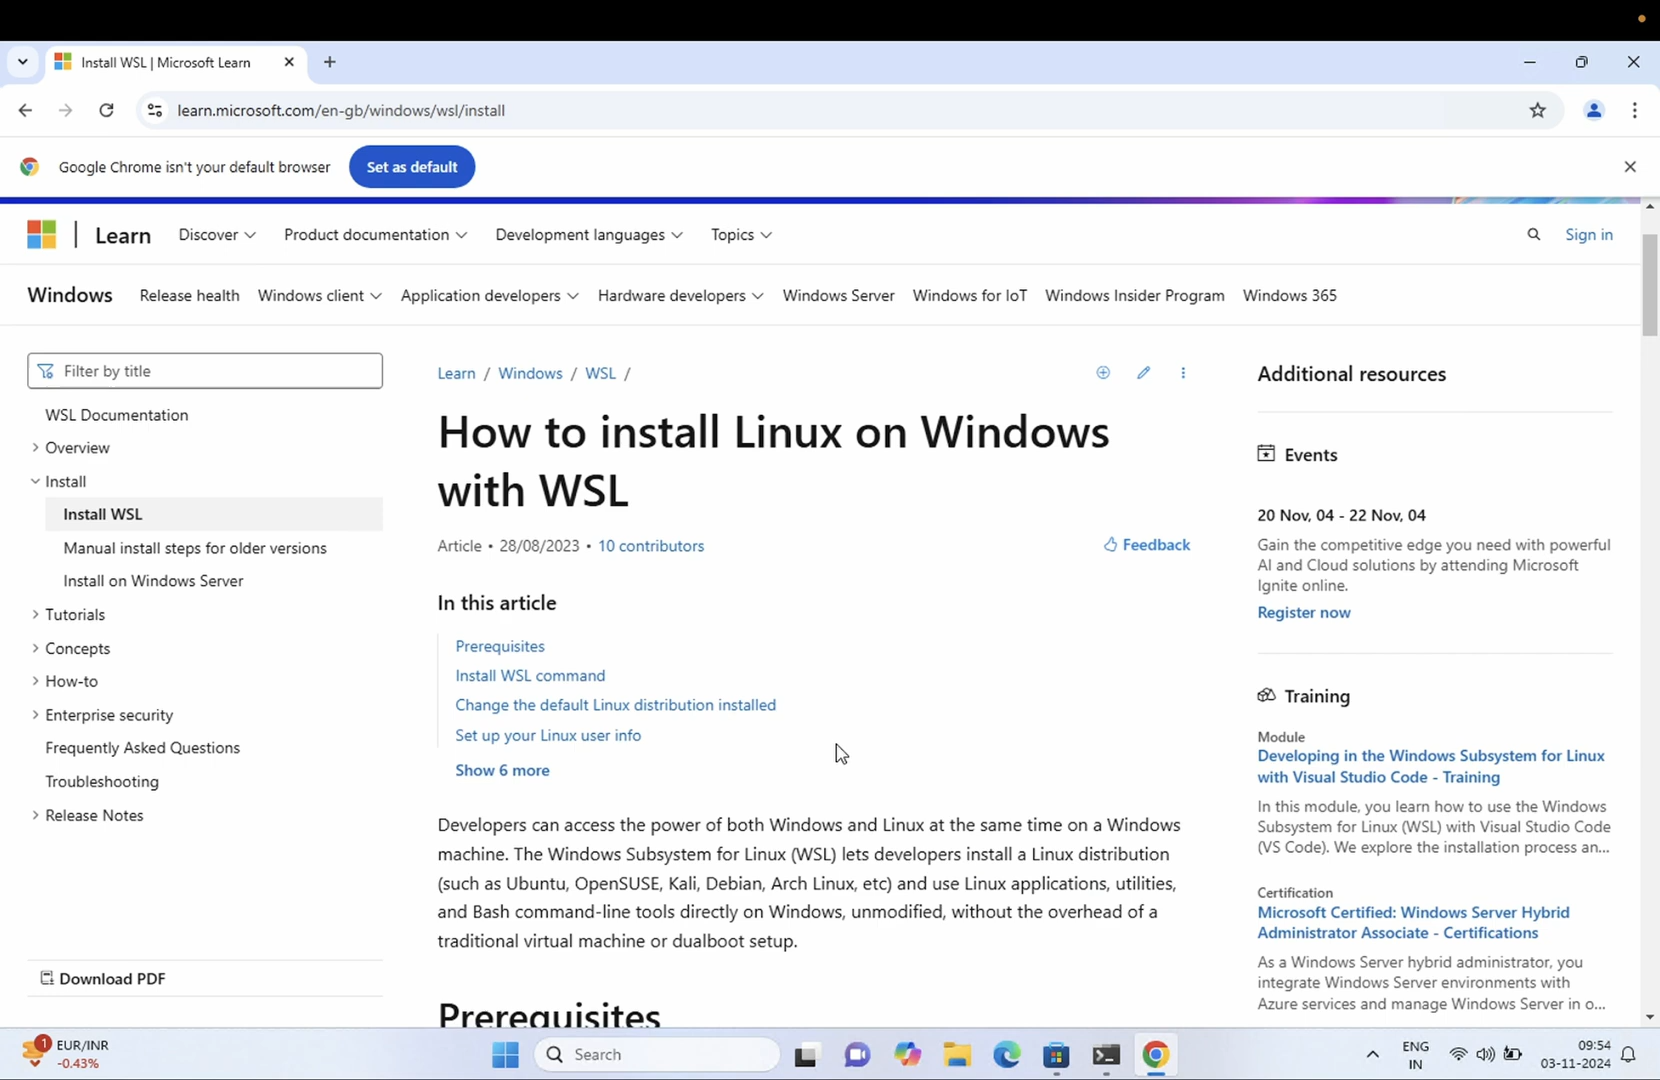 Install WSL | Microsoft Learn
learn.microsoft.com/en-gb/windows/wsl/install
Google Chrome isn't your default browser
Set as default
Learn
Discover
Product documentation
Development languages
Topics
Sign in
Windows
Release health
Windows client
Application developers
Hardware developers
Windows Server
Windows for IoT
Windows Insider Program
Windows 365
Filter by title
WSL Documentation
Overview
Install
Install WSL
Manual install steps for older versions
Install on Windows Server
Tutorials
Concepts
How-to
Enterprise security
Frequently Asked Questions
Troubleshooting
Release Notes
Download PDF
Learn / Windows / WSL /
How to install Linux on Windows
with WSL
Article • 28/08/2023 • 10 contributors
Feedback
In this article
Prerequisites
Install WSL command
Change the default Linux distribution installed
Set up your Linux user info
Show 6 more
Developers can access the power of both Windows and Linux at the same time on a Windows
machine. The Windows Subsystem for Linux (WSL) lets developers install a Linux distribution
(such as Ubuntu, OpenSUSE, Kali, Debian, Arch Linux, etc) and use Linux applications, utilities,
and Bash command-line tools directly on Windows, unmodified, without the overhead of a
traditional virtual machine or dualboot setup.
Prerequisites
Additional resources
Events
20 Nov, 04 - 22 Nov, 04
Gain the competitive edge you need with powerful
AI and Cloud solutions by attending Microsoft
Ignite online.
Register now
Training
Module
Developing in the Windows Subsystem for Linux
with Visual Studio Code - Training
In this module, you learn how to use the Windows
Subsystem for Linux (WSL) with Visual Studio Code
(VS Code). We explore the installation process an...
Certification
Microsoft Certified: Windows Server Hybrid
Administrator Associate - Certifications
As a Windows Server hybrid administrator, you
integrate Windows Server environments with
Azure services and manage Windows Server in o...
1
EUR/INR
-0.43%
Search
ENG
IN
09:54
03-11-2024